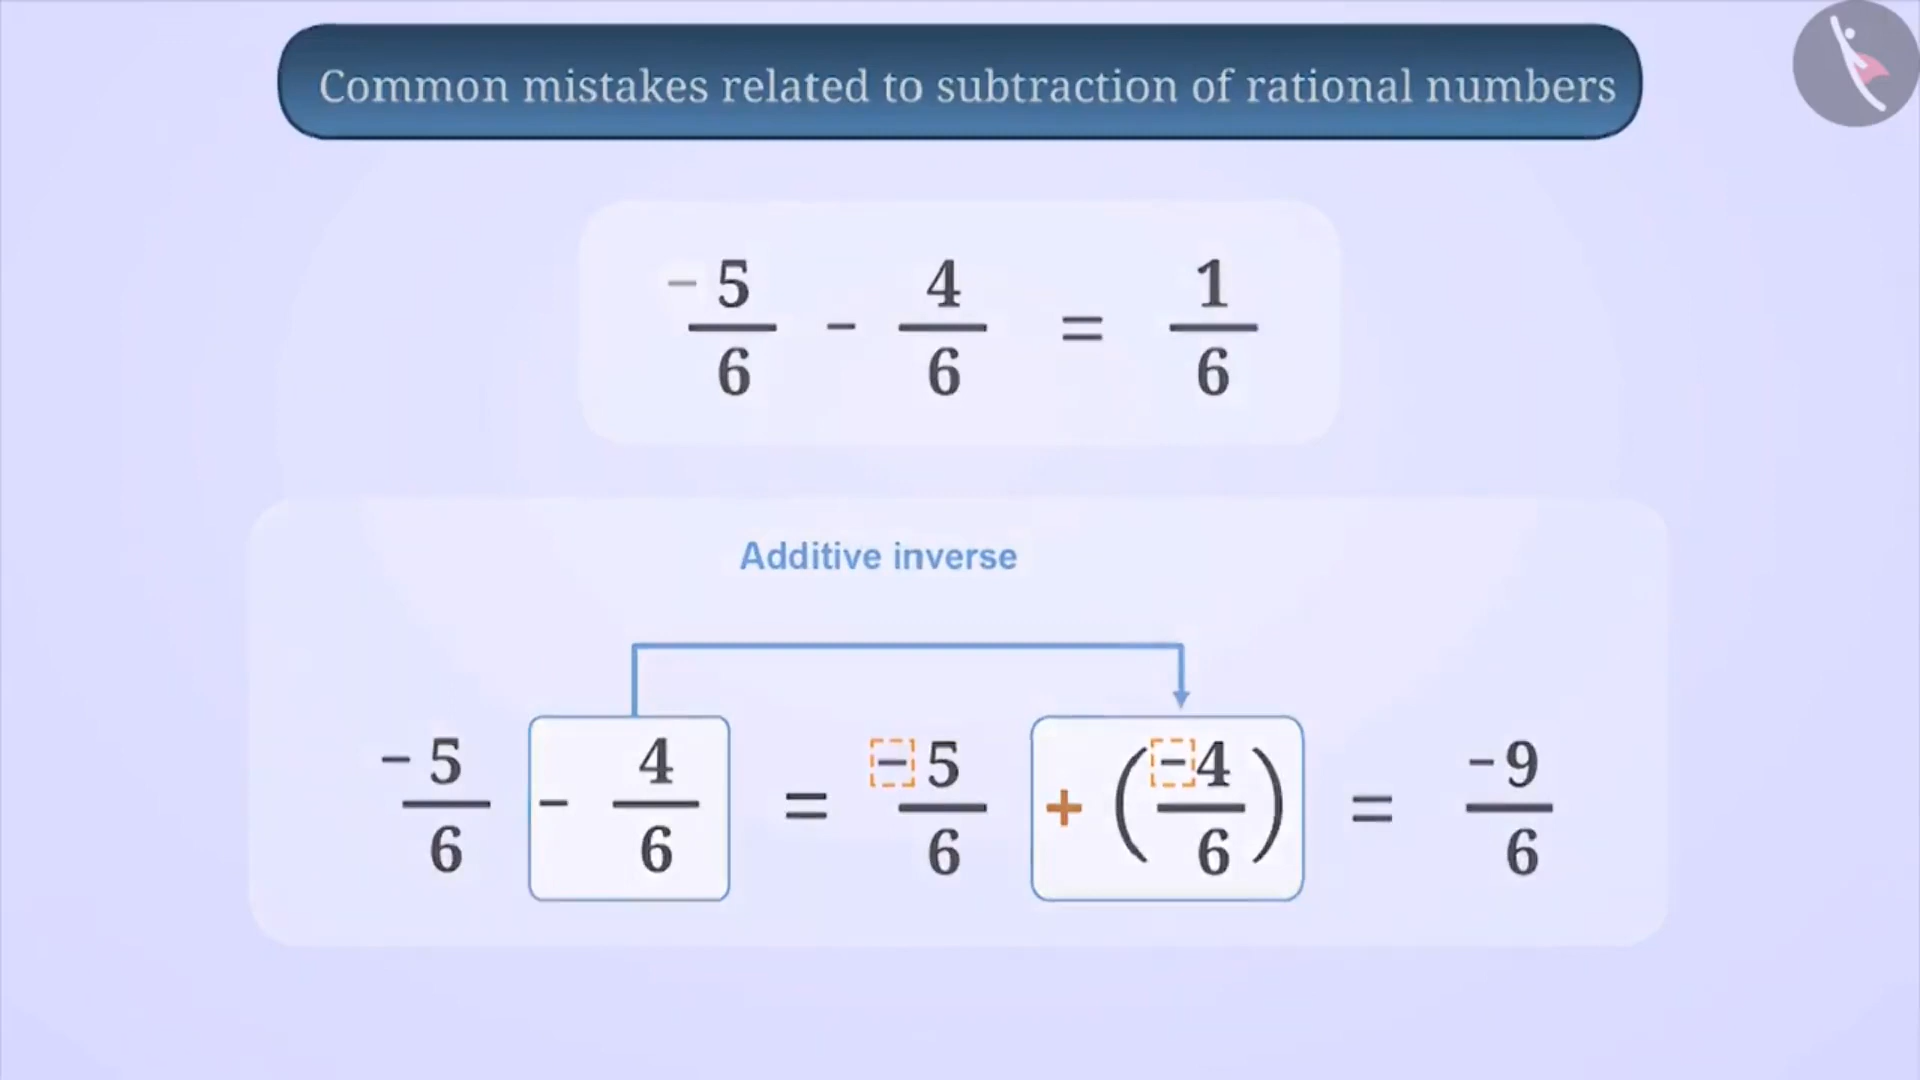 Common mistakes related to subtraction of rational numbers
-5/6 - 4/6 = 1/6
Additive inverse
-5/6 - 4/6 = -5/6 + (-4/6) = -9/6